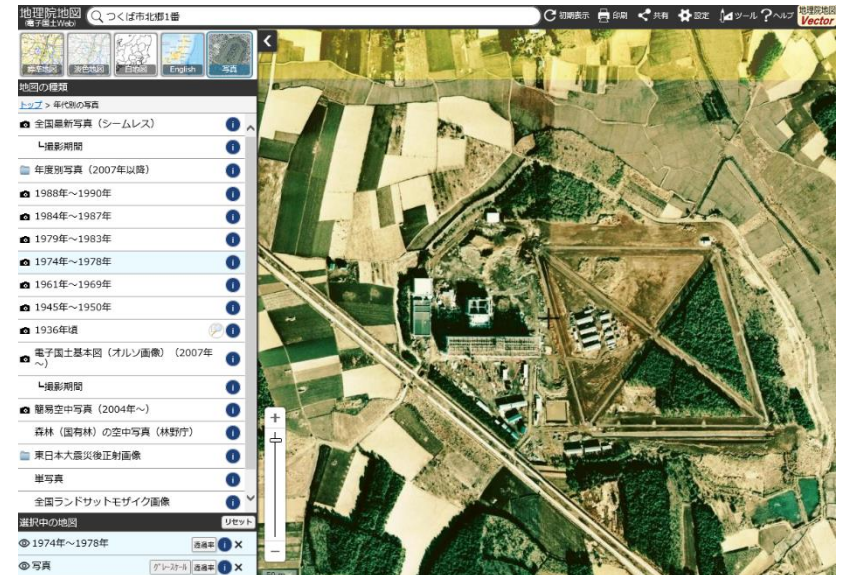 地理院地図
(電子国土Web)
つくば市北郷1番
初期表示
印刷
共有
設定
ツール
ヘルプ
地理院地図
Vector
標準地図
淡色地図
白地図
English
写真
地図の種類
トップ > 年代別の写真
全国最新写真（シームレス）
┗撮影期間
年度別写真（2007年以降）
1988年～1990年
1984年～1987年
1979年～1983年
1974年～1978年
1961年～1969年
1945年～1950年
1936年頃
電子国土基本図（オルソ画像）（2007年
～）
┗撮影期間
簡易空中写真（2004年～）
森林（国有林）の空中写真（林野庁）
東日本大震災後正射画像
単写真
全国ランドサットモザイク画像
選択中の地図
リセット
1974年～1978年
透過率
写真
グレースケール
透過率